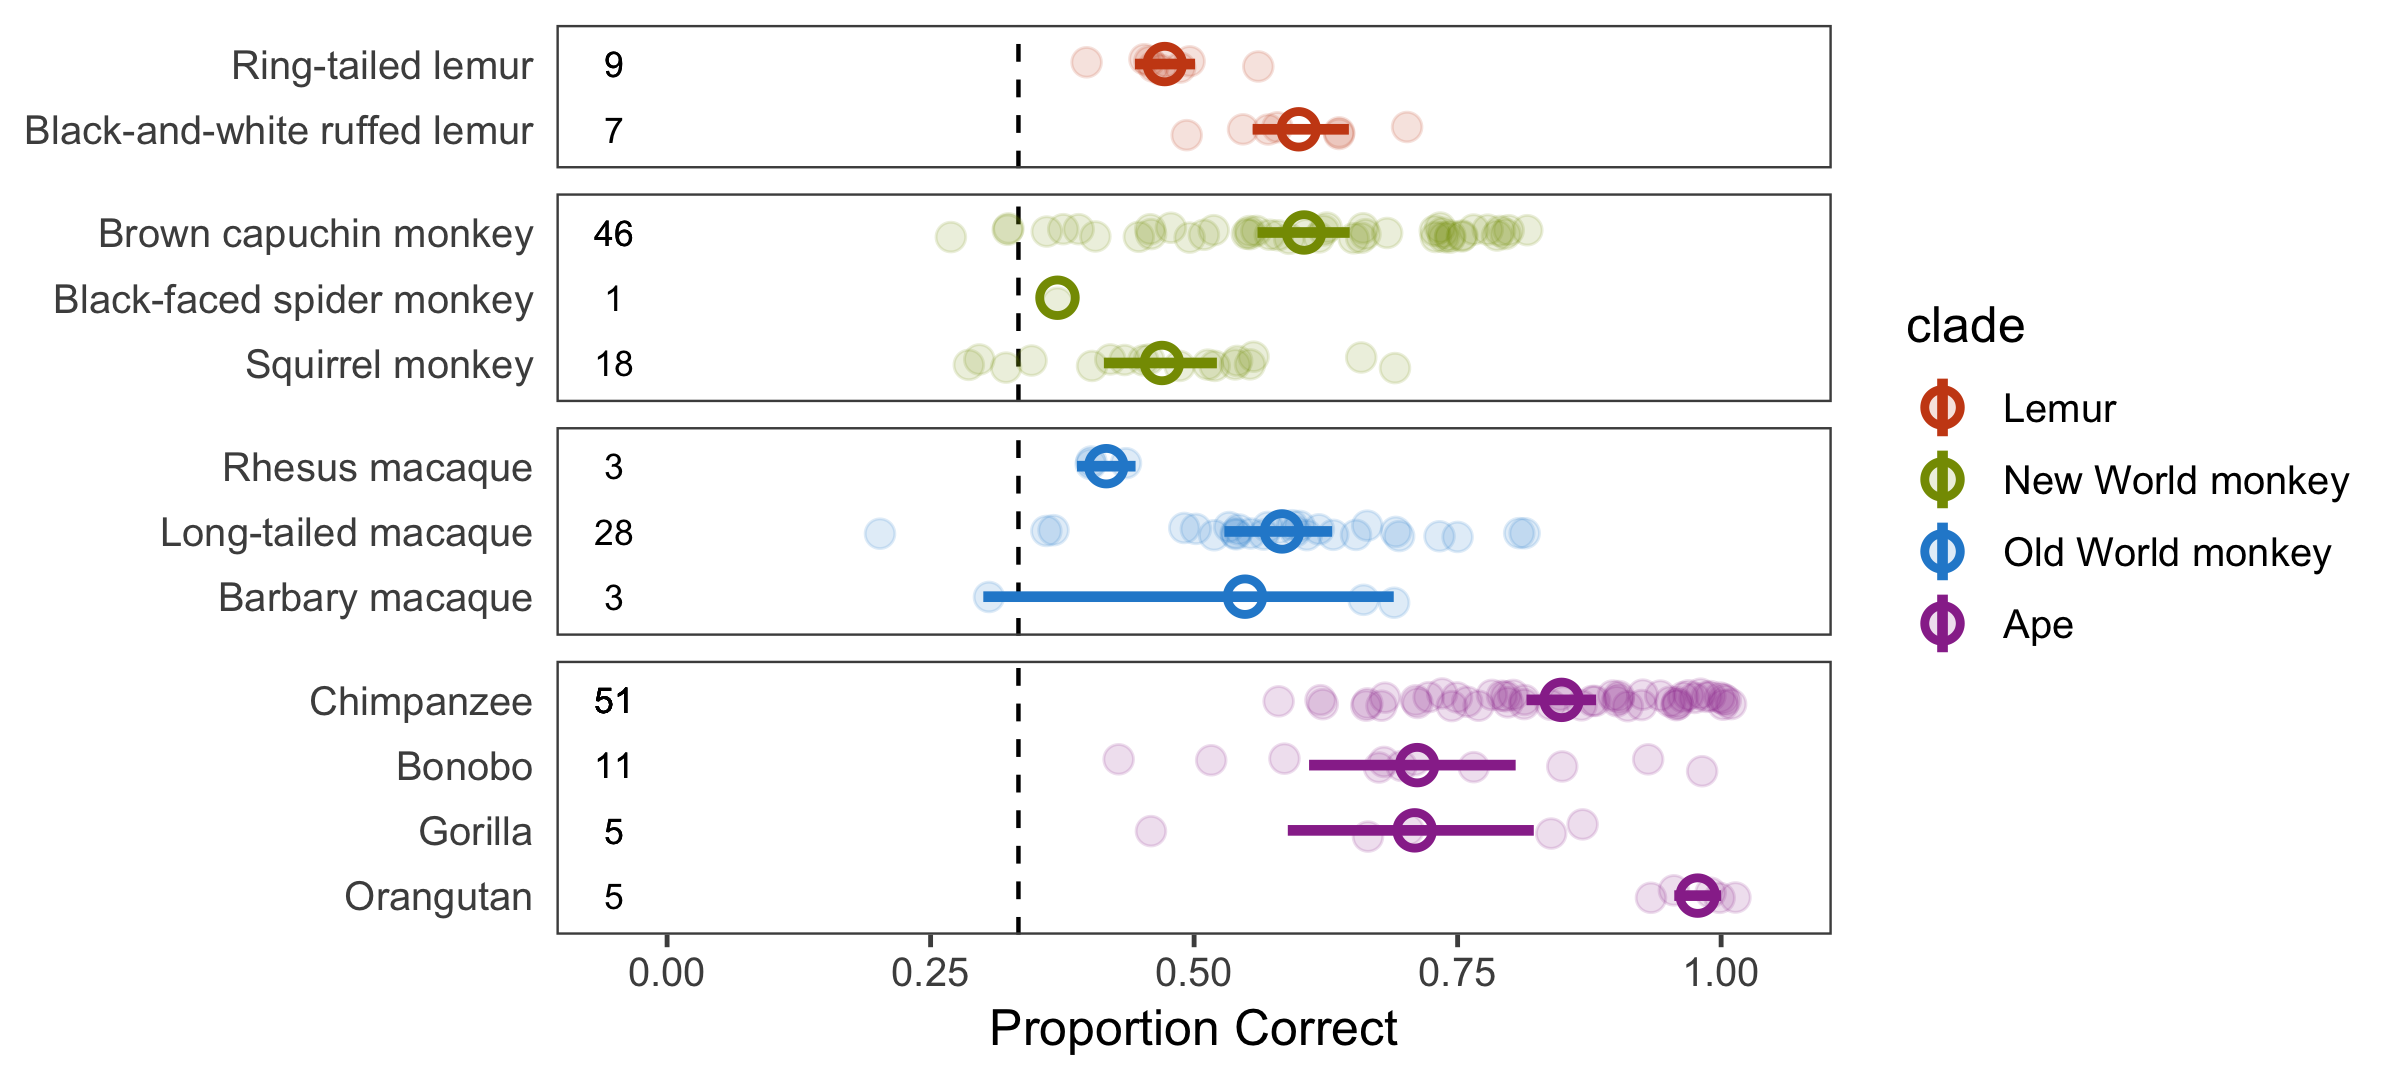 Ring-tailed lemur 9
Black-and-white ruffed lemur 7
Brown capuchin monkey 46
Black-faced spider monkey 1
Squirrel monkey 18
Rhesus macaque 3
Long-tailed macaque 28
Barbary macaque 3
Chimpanzee 51
Bonobo 11
Gorilla 5
Orangutan 5
0.00 0.25 0.50 0.75 1.00
Proportion Correct
clade
Lemur
New World monkey
Old World monkey
Ape